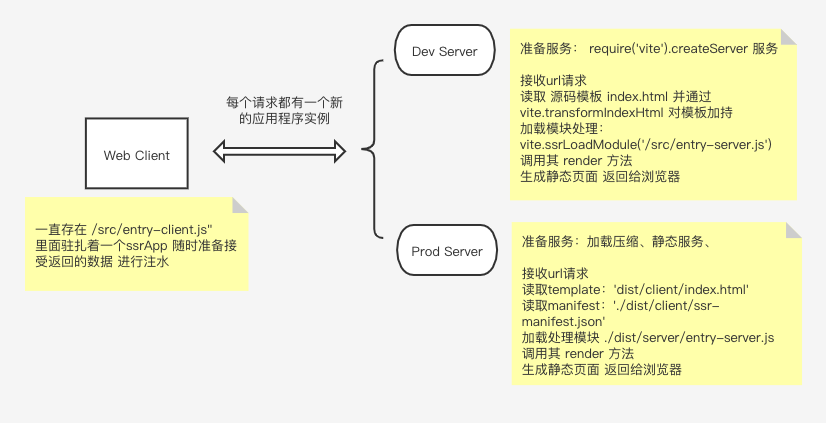 每个请求都有一个新
的应用程序实例
Web Client
一直存在 /src/entry-client.js"
里面驻扎着一个ssrApp 随时准备接
受返回的数据 进行注水
Dev Server
准备服务： require('vite').createServer 服务
接收url请求
读取 源码模板 index.html 并通过
vite.transformIndexHtml 对模板加持
加载模块处理：
vite.ssrLoadModule('/src/entry-server.js')
调用其 render 方法
生成静态页面 返回给浏览器
Prod Server
准备服务：加载压缩、静态服务、
接收url请求
读取template：'dist/client/index.html'
读取manifest：'./dist/client/ssr-
manifest.json'
加载处理模块 ./dist/server/entry-server.js
调用其 render 方法
生成静态页面 返回给浏览器